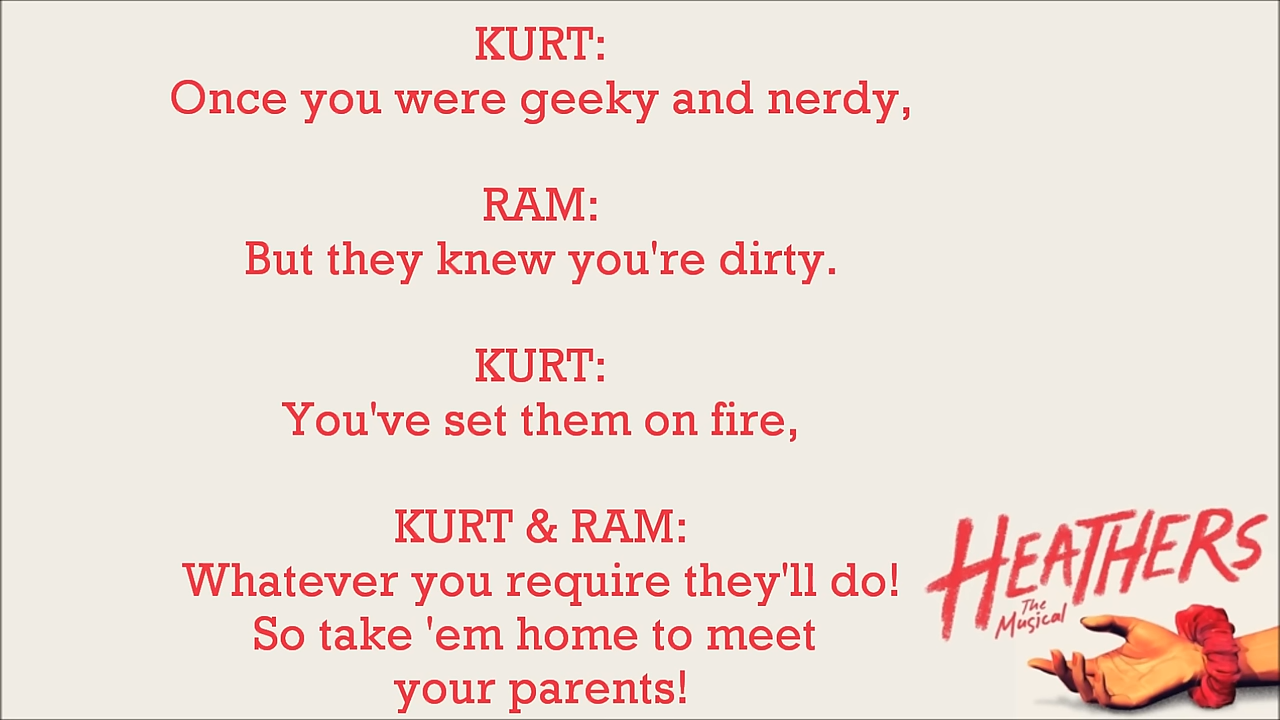 KURT:
Once you were geeky and nerdy,
RAM:
But they knew you're dirty.
KURT:
You've set them on fire,
KURT & RAM:
Whatever you require they'll do!
So take 'em home to meet
your parents!
HEATHERS
The
Musical